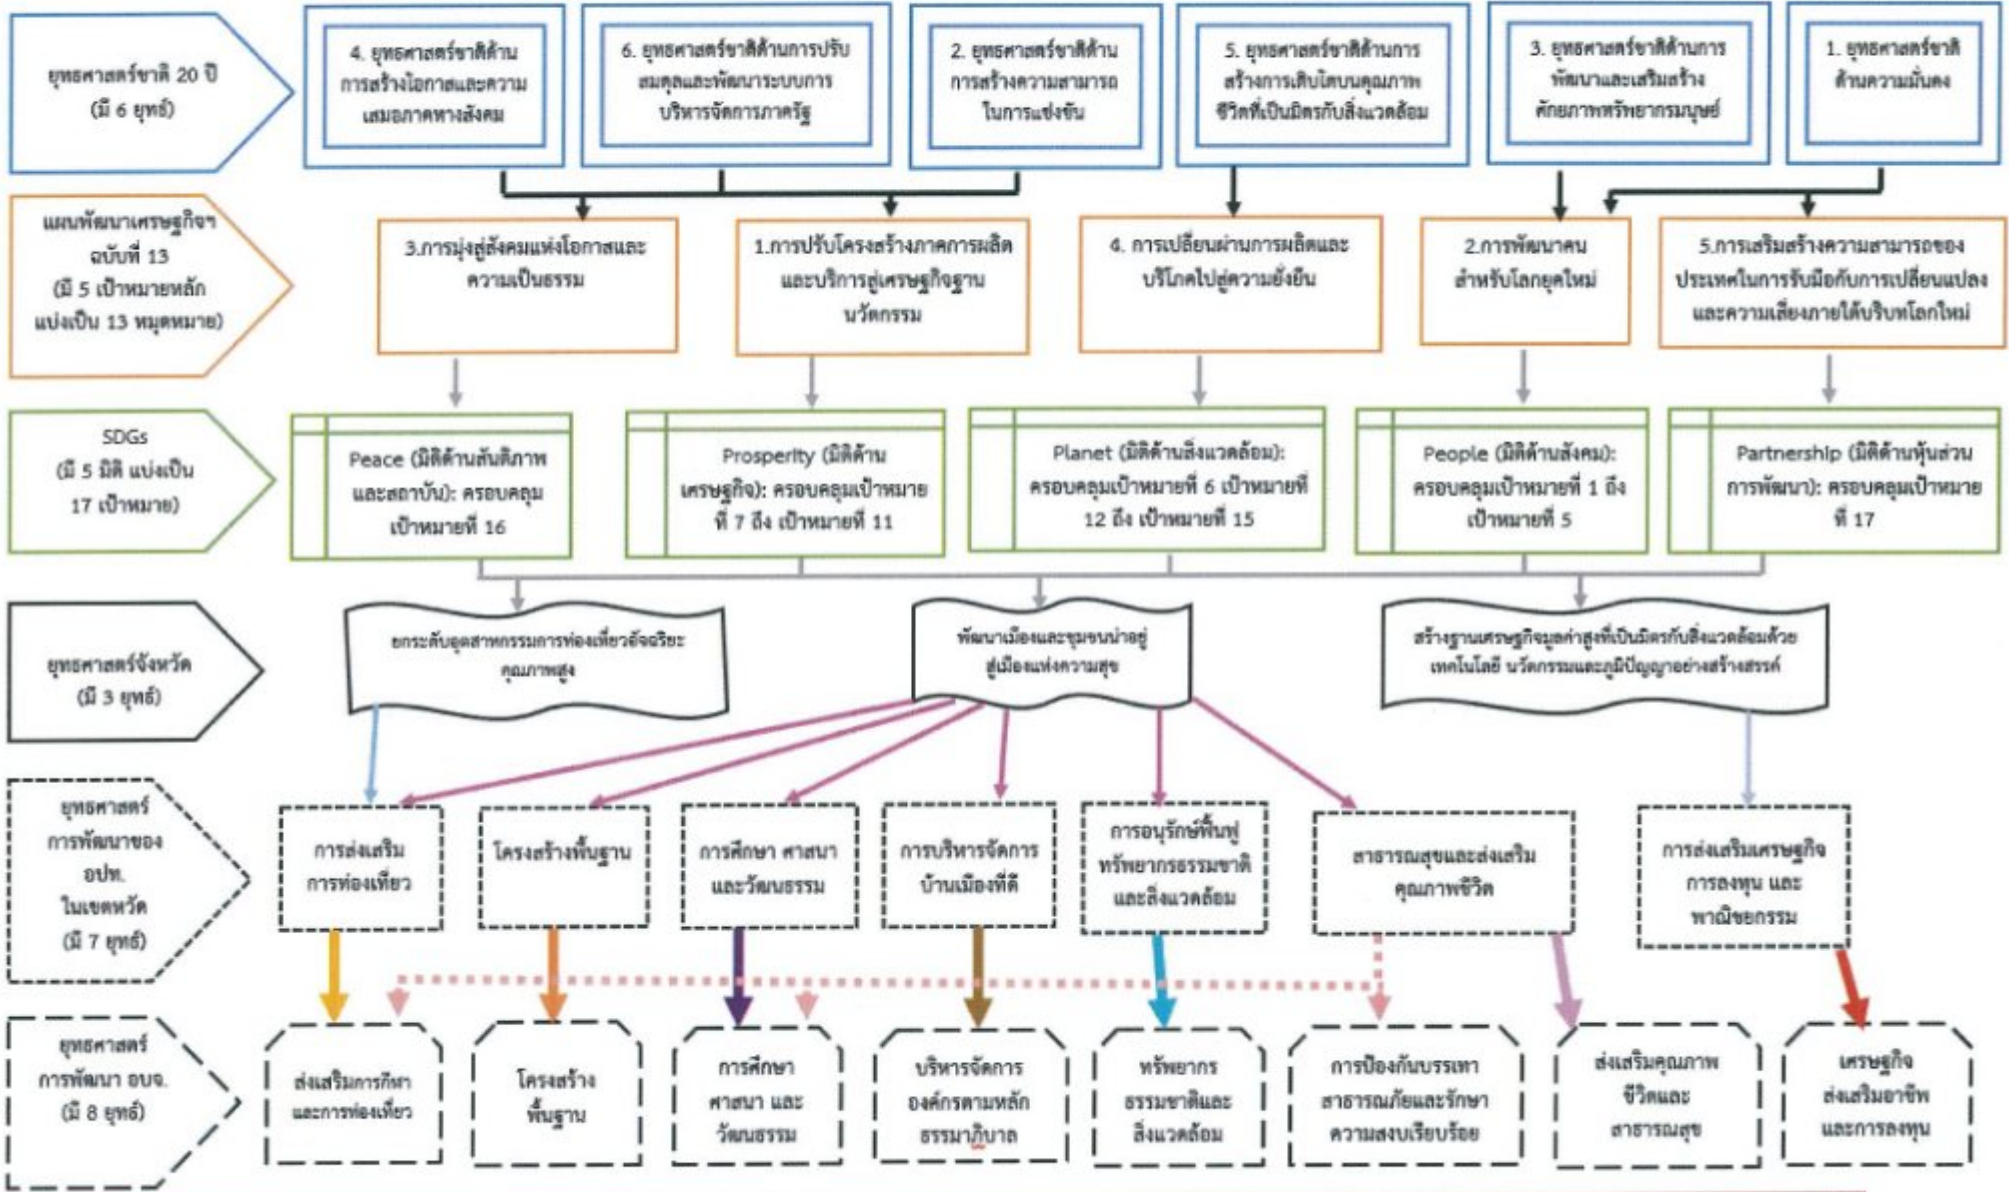 ยุทธศาสตร์ชาติ 20 ปี
(มี 6 ยุทธ์)
4. ยุทธศาสตร์ชาติด้าน
การสร้างโอกาสและความ
เสมอภาคทางสังคม
6. ยุทธศาสตร์ชาติด้านการปรับ
สมดุลและพัฒนาระบบการ
บริหารจัดการภาครัฐ
2. ยุทธศาสตร์ชาติด้าน
การสร้างความสามารถ
ในการแข่งขัน
5. ยุทธศาสตร์ชาติด้านการ
สร้างการเติบโตบนคุณภาพ
ชีวิตที่เป็นมิตรกับสิ่งแวดล้อม
3. ยุทธศาสตร์ชาติด้านการ
พัฒนาและเสริมสร้าง
ศักยภาพทรัพยากรมนุษย์
1. ยุทธศาสตร์ชาติ
ด้านความมั่นคง
แผนพัฒนาเศรษฐกิจฯ
ฉบับที่ 13
(มี 5 เป้าหมายหลัก
แบ่งเป็น 13 หมุดหมาย)
3.การมุ่งสู่สังคมแห่งโอกาสและ
ความเป็นธรรม
1.การปรับโครงสร้างภาคการผลิต
และบริการสู่เศรษฐกิจฐาน
นวัตกรรม
4. การเปลี่ยนผ่านการผลิตและ
บริโภคไปสู่ความยั่งยืน
2.การพัฒนาคน
สำหรับโลกยุคใหม่
5.การเสริมสร้างความสามารถของ
ประเทศในการรับมือกับการเปลี่ยนแปลง
และความเสี่ยงภายใต้บริบทโลกใหม่
SDGs
(มี 5 มิติ แบ่งเป็น
17 เป้าหมาย)
Peace (มิติด้านสันติภาพ
และสถาบัน): ครอบคลุม
เป้าหมายที่ 16
Prosperity (มิติด้าน
เศรษฐกิจ): ครอบคลุมเป้าหมาย
ที่ 7 ถึง เป้าหมายที่ 11
Planet (มิติด้านสิ่งแวดล้อม):
ครอบคลุมเป้าหมายที่ 6 เป้าหมายที่
12 ถึง เป้าหมายที่ 15
People (มิติด้านสังคม):
ครอบคลุมเป้าหมายที่ 1 ถึง
เป้าหมายที่ 5
Partnership (มิติด้านหุ้นส่วน
การพัฒนา): ครอบคลุมเป้าหมาย
ที่ 17
ยุทธศาสตร์จังหวัด
(มี 3 ยุทธ์)
ยกระดับอุตสาหกรรมการท่องเที่ยวอัจฉริยะ
คุณภาพสูง
พัฒนาเมืองและชุมชนน่าอยู่
สู่เมืองแห่งความสุข
สร้างฐานเศรษฐกิจมูลค่าสูงที่เป็นมิตรกับสิ่งแวดล้อมด้วย
เทคโนโลยี นวัตกรรมและภูมิปัญญาอย่างสร้างสรรค์
ยุทธศาสตร์
การพัฒนาของ
อปท.
ในเขตหวัด
(มี 7 ยุทธ์)
การส่งเสริม
การท่องเที่ยว
โครงสร้างพื้นฐาน
การศึกษา ศาสนา
และวัฒนธรรม
การบริหารจัดการ
บ้านเมืองที่ดี
การอนุรักษ์ฟื้นฟู
ทรัพยากรธรรมชาติ
และสิ่งแวดล้อม
สาธารณสุขและส่งเสริม
คุณภาพชีวิต
การส่งเสริมเศรษฐกิจ
การลงทุน และ
พาณิชยกรรม
ยุทธศาสตร์
การพัฒนา อบจ.
(มี 8 ยุทธ์)
ส่งเสริมการกีฬา
และการท่องเที่ยว
โครงสร้าง
พื้นฐาน
การศึกษา
ศาสนา และ
วัฒนธรรม
บริหารจัดการ
องค์กรตามหลัก
ธรรมาภิบาล
ทรัพยากร
ธรรมชาติและ
สิ่งแวดล้อม
การป้องกันบรรเทา
สาธารณภัยและรักษา
ความสงบเรียบร้อย
ส่งเสริมคุณภาพ
ชีวิตและ
สาธารณสุข
เศรษฐกิจ
ส่งเสริมอาชีพ
และการลงทุน